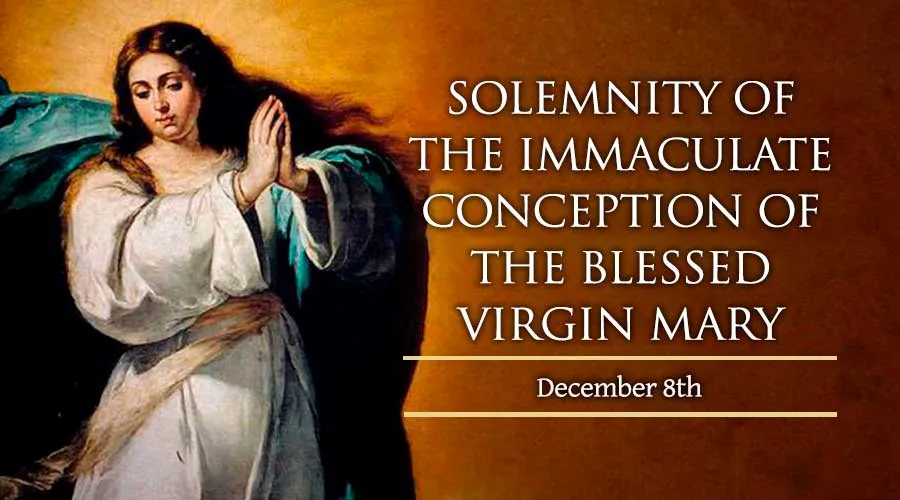 SOLEMNITY OF
THE IMMACULATE
CONCEPTION OF
THE BLESSED
VIRGIN MARY
December 8th